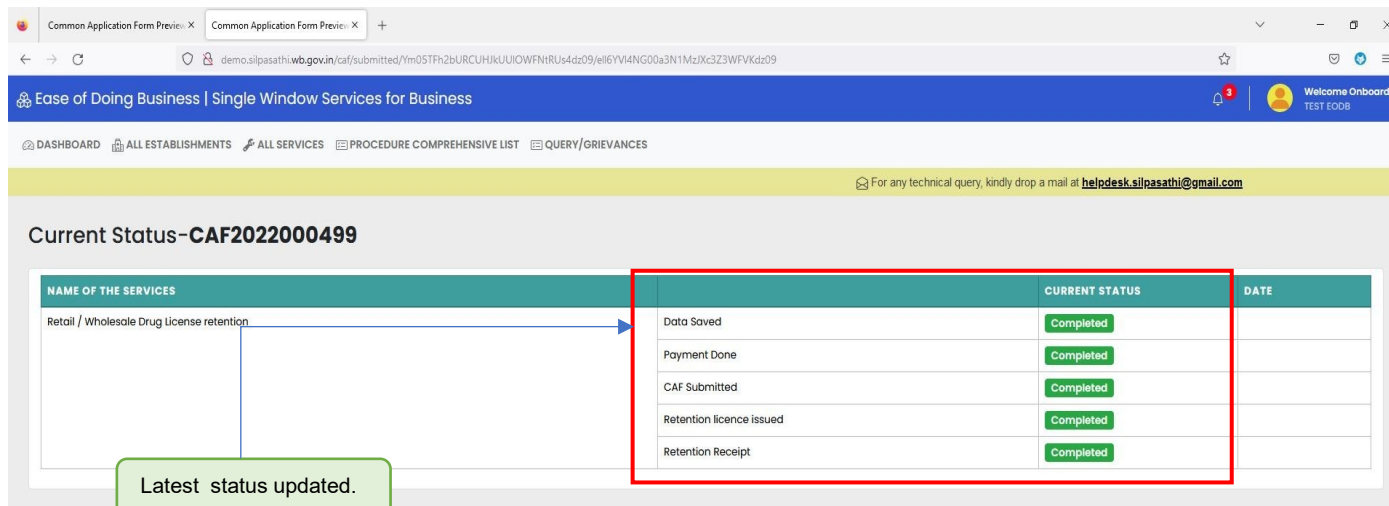 Common Application Form Preview
Common Application Form Preview
demo.silpasathi.wb.gov.in/caf/submitted/
Ease of Doing Business | Single Window Services for Business
3
Welcome Onboard
TEST EODB
DASHBOARD ALL ESTABLISHMENTS ALL SERVICES PROCEDURE COMPREHENSIVE LIST QUERY/GRIEVANCES
For any technical query, kindly drop a mail at helpdesk.silpasathi@gmail.com
Current Status-CAF2022000499
NAME OF THE SERVICES CURRENT STATUS DATE
Retail / Wholesale Drug License retention Data Saved Completed
Payment Done Completed
CAF Submitted Completed
Retention licence issued Completed
Retention Receipt Completed
Latest status updated.